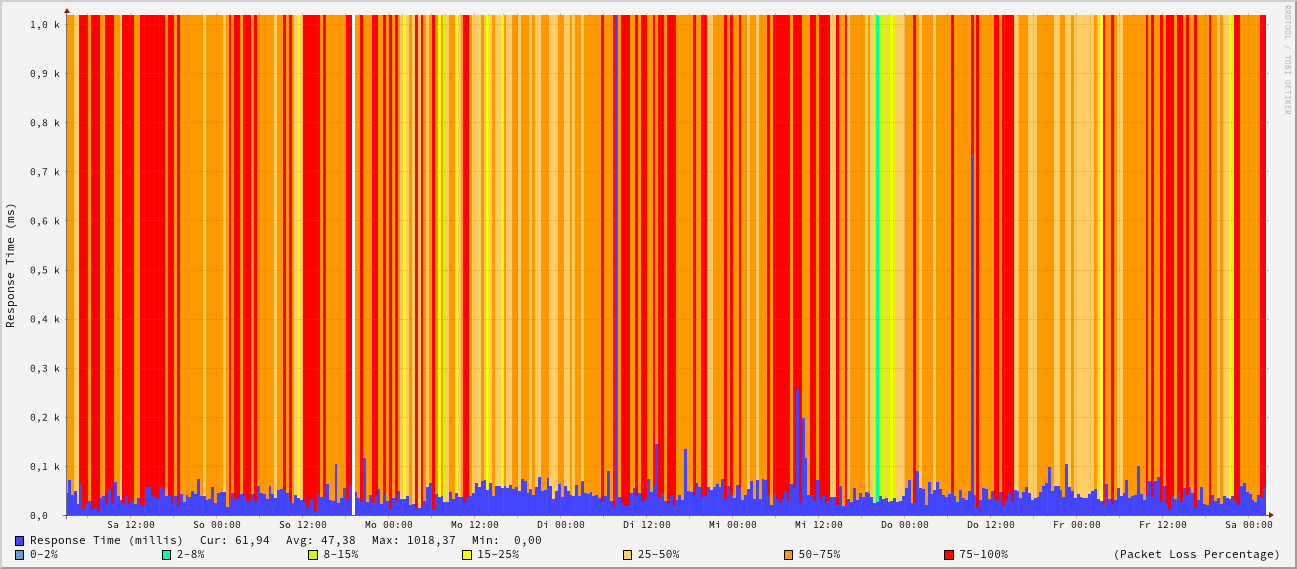 RRDTOOL / TOBI OETIKER
Response Time (ms)
1,0 k
0,9 k
0,8 k
0,7 k
0,6 k
0,5 k
0,4 k
0,3 k
0,2 k
0,1 k
0,0
Sa 12:00 So 00:00 So 12:00 Mo 00:00 Mo 12:00 Di 00:00 Di 12:00 Mi 00:00 Mi 12:00 Do 00:00 Do 12:00 Fr 00:00 Fr 12:00 Sa 00:00
Response Time (millis) Cur: 61,94 Avg: 47,38 Max: 1018,37 Min: 0,00
0-2% 2-8% 8-15% 15-25% 25-50% 50-75% 75-100% (Packet Loss Percentage)